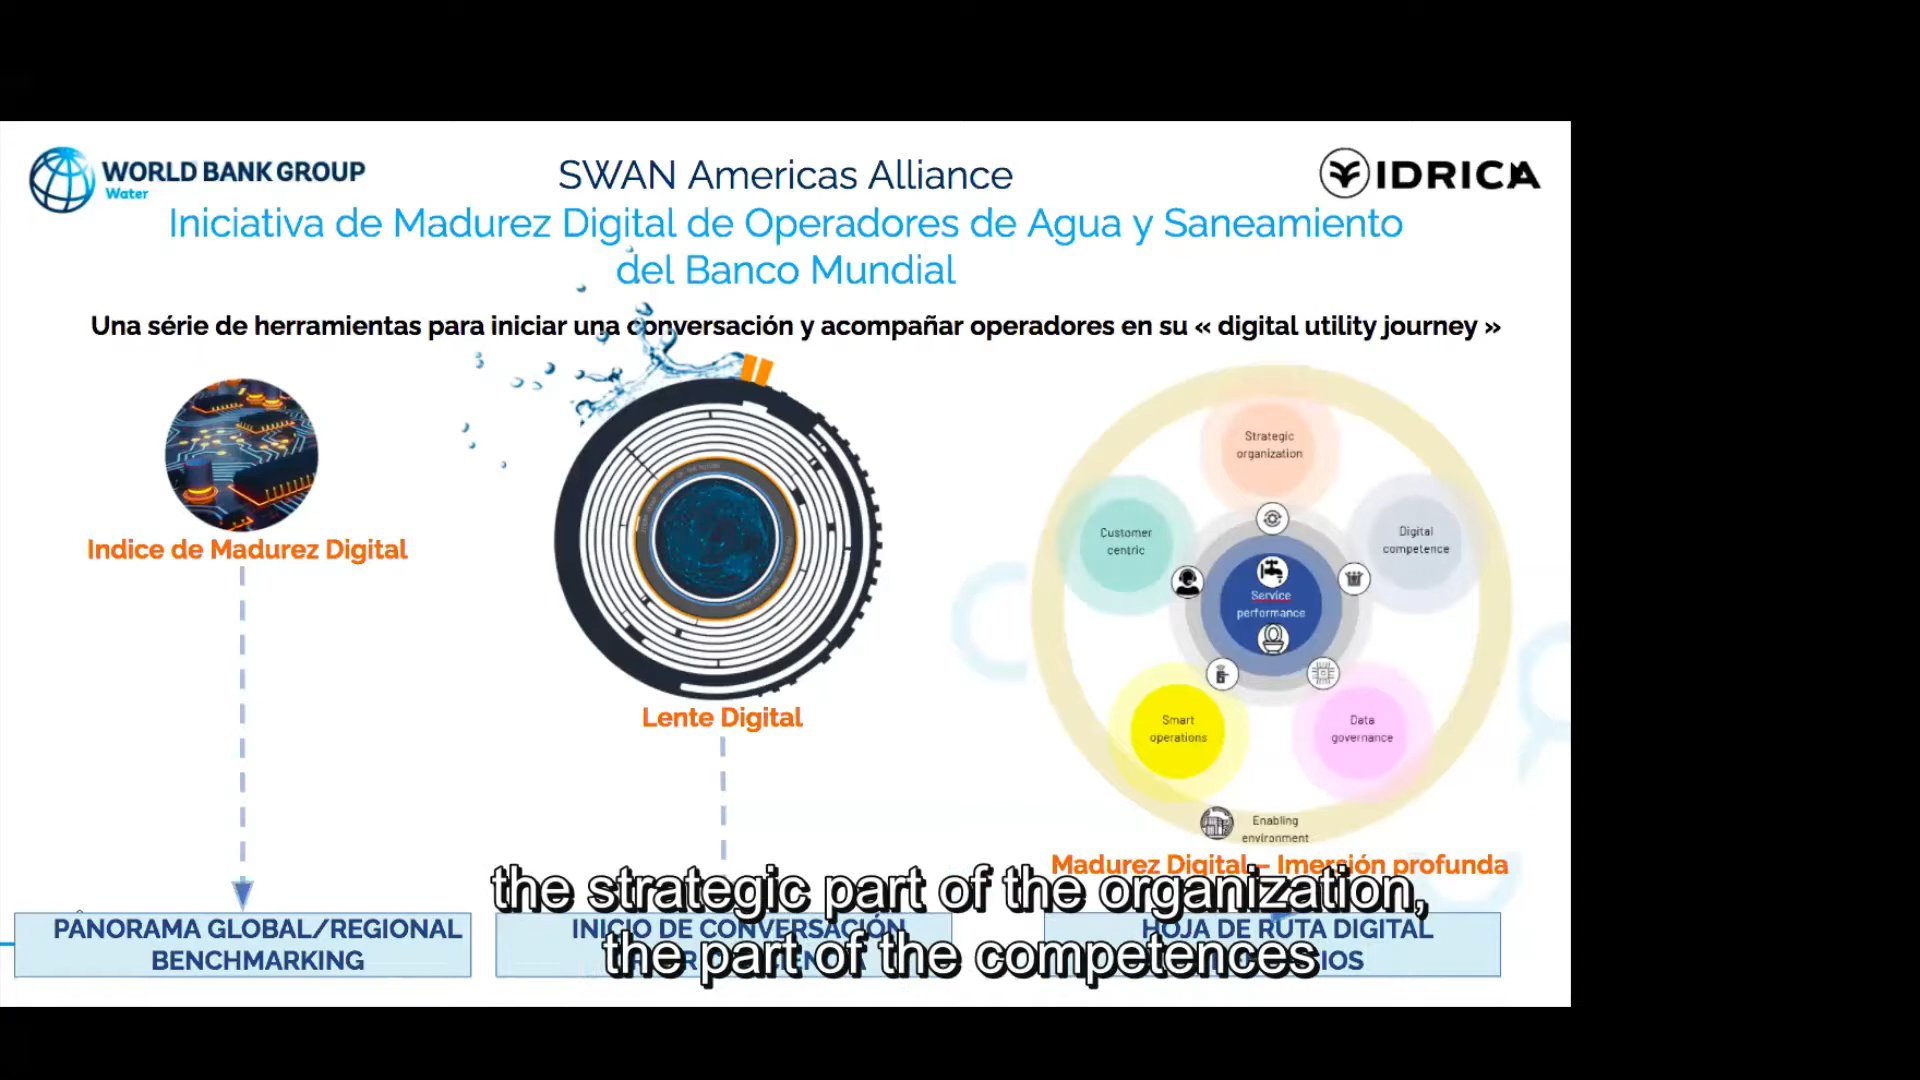 WORLD BANK GROUP
Water
SWAN Americas Alliance
IDRICA
Iniciativa de Madurez Digital de Operadores de Agua y Saneamiento
del Banco Mundial
Una série de herramientas para iniciar una conversación y acompañar operadores en su « digital utility journey »
Indice de Madurez Digital
Lente Digital
Strategic
organization
Customer
centric
Digital
competence
Service
performance
Smart
operations
Data
governance
Enabling
environment
Madurez Digital – Imersión profunda
PANORAMA GLOBAL/REGIONAL
BENCHMARKING
INICIO DE CONVERSACIÓN
HOJA DE RUTA DIGITAL
the strategic part of the organization,
the part of the competences